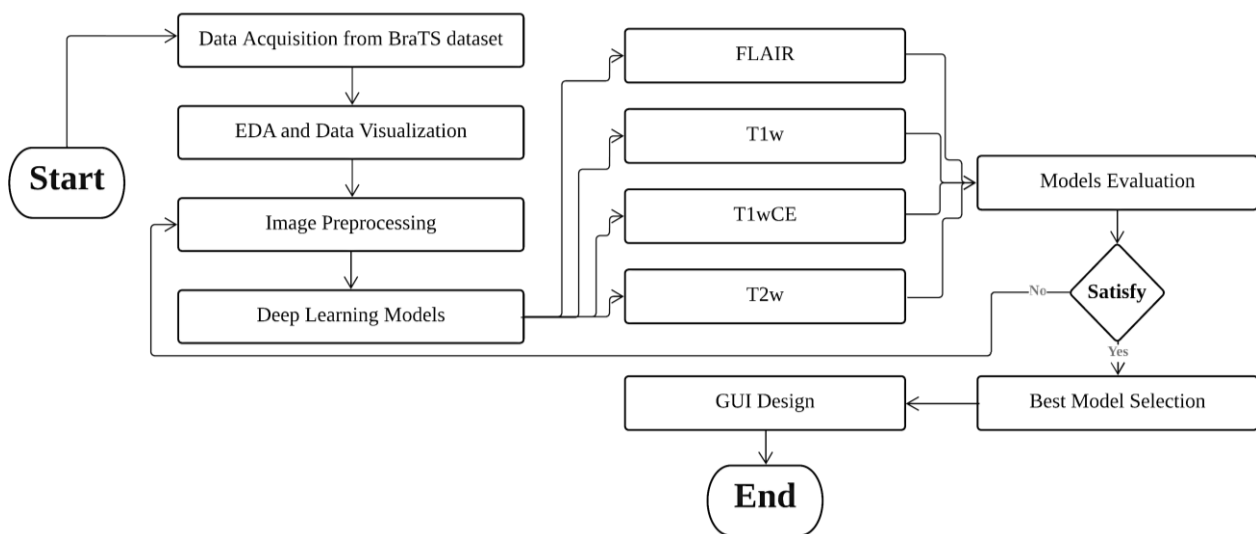 Start
Data Acquisition from BraTS dataset
EDA and Data Visualization
Image Preprocessing
Deep Learning Models
FLAIR
T1w
T1wCE
T2w
Models Evaluation
Satisfy
No
Yes
Best Model Selection
GUI Design
End